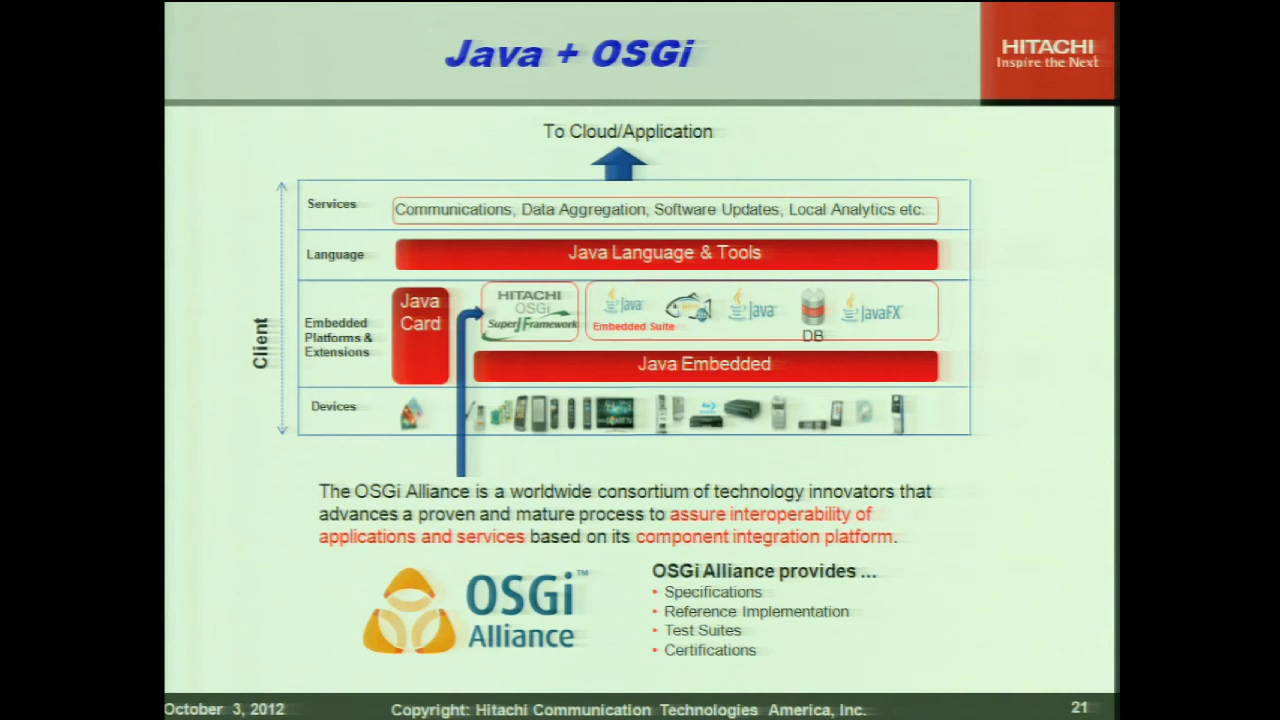 Java + OSGi
HITACHI
Inspire the Next
To Cloud/Application
Client
Services
Communications, Data Aggregation, Software Updates, Local Analytics etc.
Language
Java Language & Tools
Embedded
Platforms &
Extensions
Java
Card
HITACHI
OSGi
SuperJFramework
Java
Embedded Suite
Java
DB
JavaFX
Java Embedded
Devices
The OSGi Alliance is a worldwide consortium of technology innovators that
advances a proven and mature process to assure interoperability of
applications and services based on its component integration platform.
OSGi™
Alliance
OSGi Alliance provides ...
• Specifications
• Reference Implementation
• Test Suites
• Certifications
October 3, 2012
Copyright: Hitachi Communication Technologies America, Inc.
21